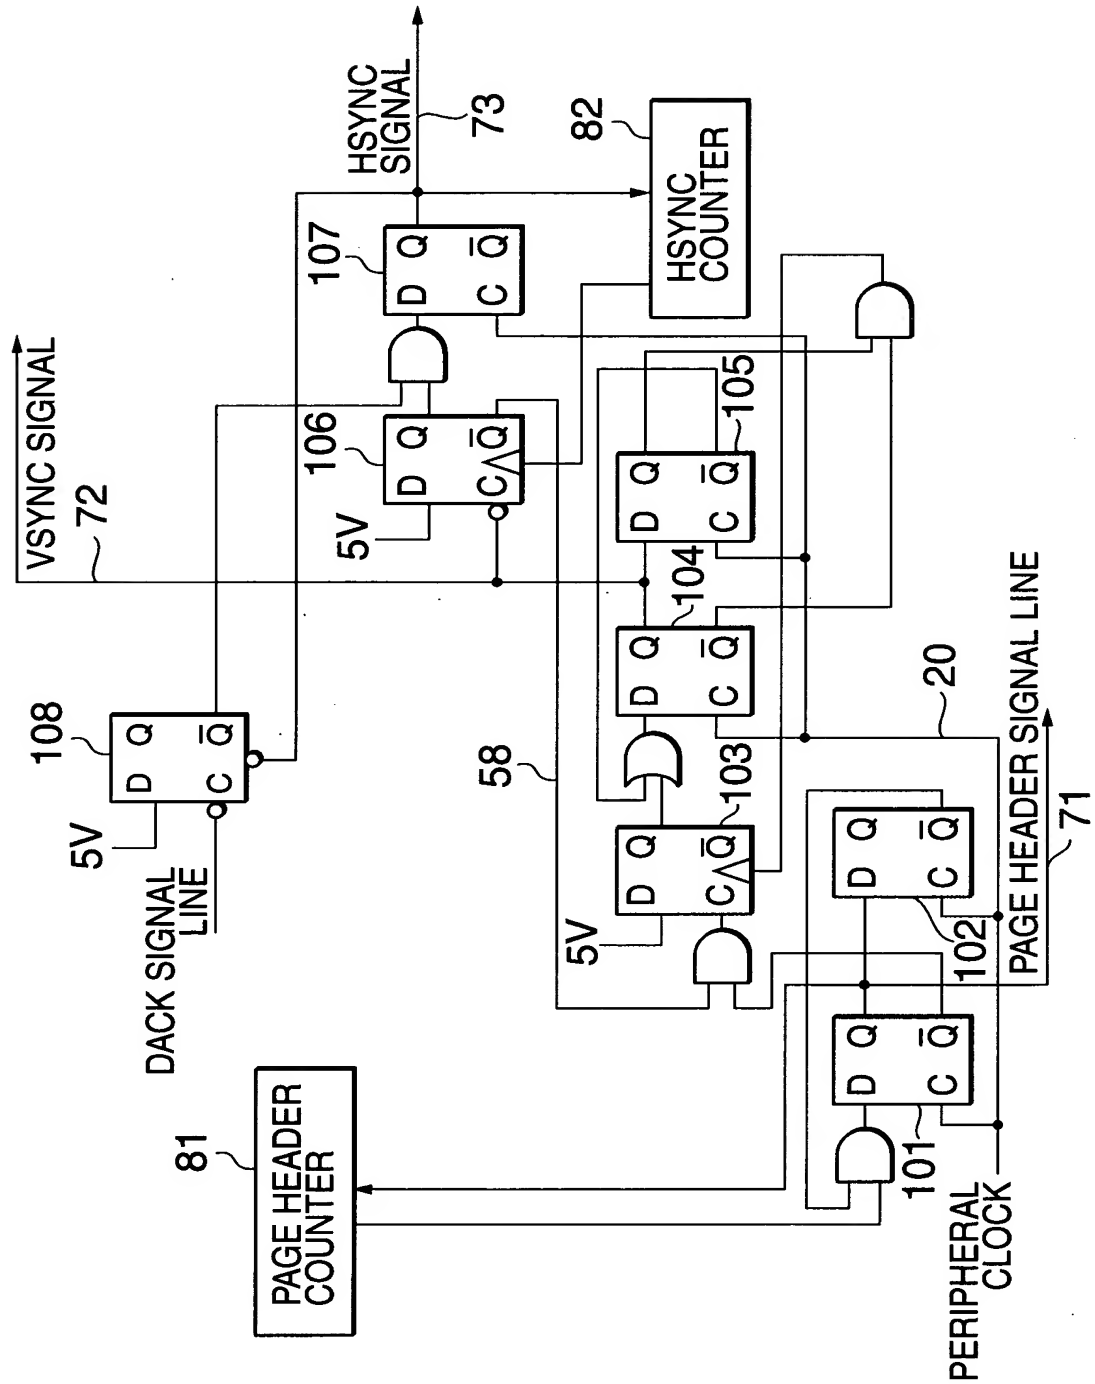 VSYNC SIGNAL
72
HSYNC
SIGNAL
73
82
HSYNC
COUNTER
107
D Q
C Q̅
106
5V
D Q
C Q̅
105
D Q
C Q̅
104
D Q
C Q̅
108
5V
D Q
C Q̅
DACK SIGNAL
LINE
58
103
5V
D Q
C Q̅
20
102
D Q
C Q̅
101
D Q
C Q̅
PAGE HEADER SIGNAL LINE
71
81
PAGE HEADER
COUNTER
PERIPHERAL
CLOCK